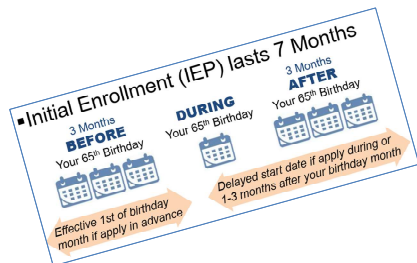 ▪Initial Enrollment (IEP) lasts 7 Months
3 Months
BEFORE
Your 65th Birthday
DURING
Your 65th Birthday
3 Months
AFTER
Your 65th Birthday
Effective 1st of birthday
month if apply in advance
Delayed start date if apply during or
1-3 months after your birthday month